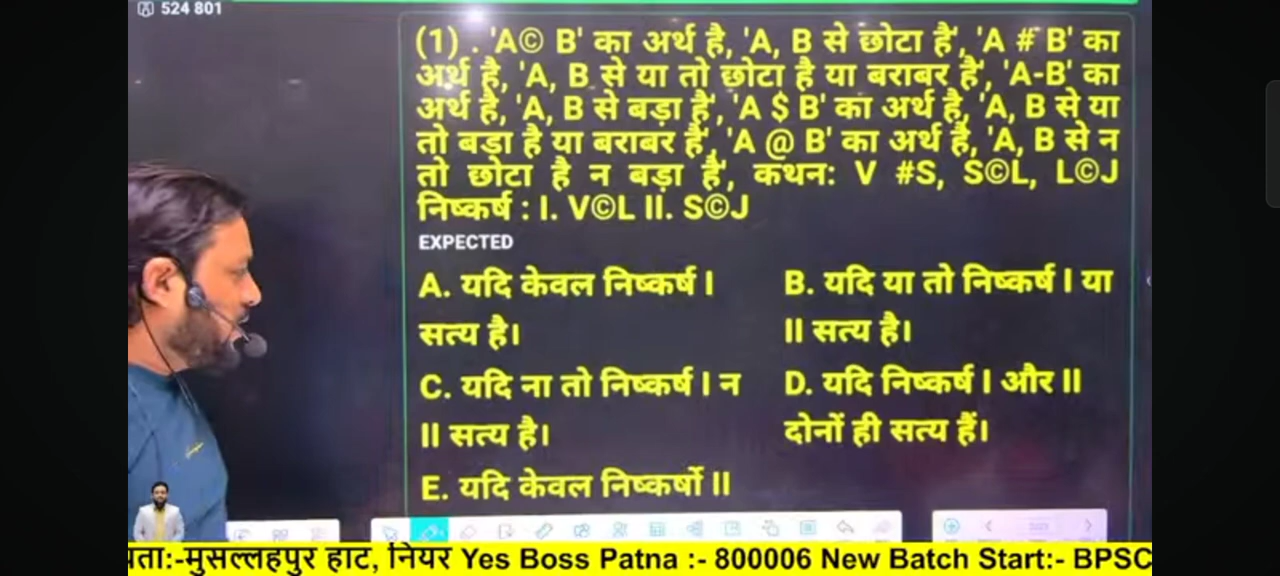 524 801
(1) . 'A© B' का अर्थ है, 'A, B से छोटा है', 'A # B' का
अर्थ है, 'A, B से या तो छोटा है या बराबर है', 'A-B' का
अर्थ है, 'A, B से बड़ा है', 'A $ B' का अर्थ है, 'A, B से या
तो बड़ा है या बराबर है', 'A @ B' का अर्थ है, 'A, B से न
तो छोटा है न बड़ा है', कथन: V #S, S©L, L©J
निष्कर्ष : I. V©L II. S©J
EXPECTED
A. यदि केवल निष्कर्ष I
सत्य है।
B. यदि या तो निष्कर्ष I या
II सत्य है।
C. यदि ना तो निष्कर्ष I न
II सत्य है।
D. यदि निष्कर्ष I और II
दोनों ही सत्य हैं।
E. यदि केवल निष्कर्षो II
यता:-मुसल्लहपुर हाट, नियर Yes Boss Patna :- 800006 New Batch Start:- BPSC